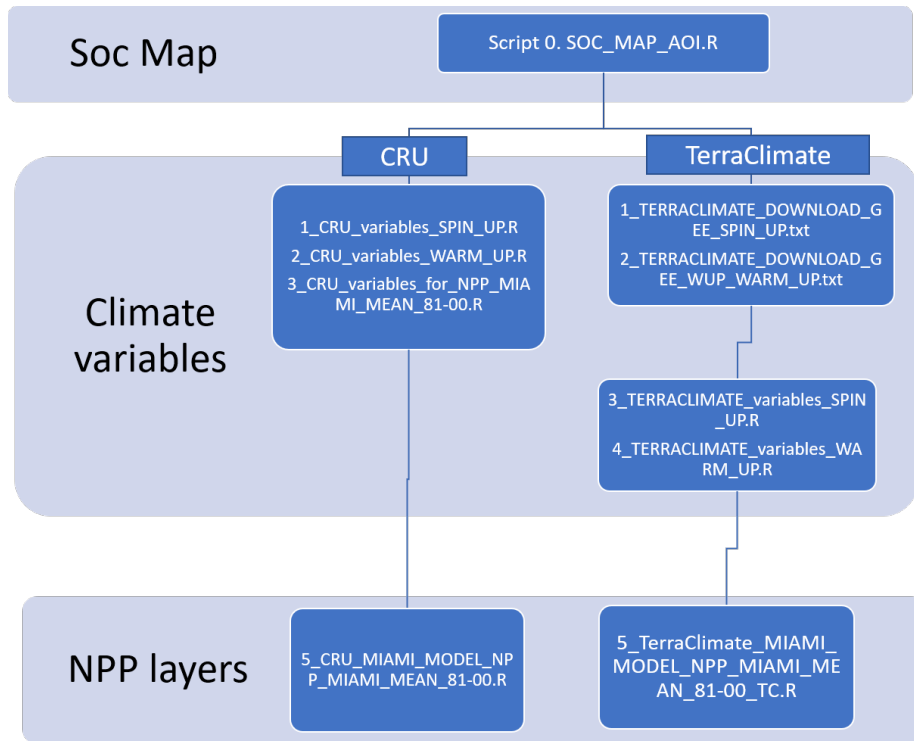 Soc Map
Script 0. SOC_MAP_AOI.R
CRU
TerraClimate
Climate
variables
1_CRU_variables_SPIN_UP.R
2_CRU_variables_WARM_UP.R
3_CRU_variables_for_NPP_MIA
MI_MEAN_81-00.R
1_TERRACLIMATE_DOWNLOAD_G
EE_SPIN_UP.txt
2_TERRACLIMATE_DOWNLOAD_G
EE_WUP_WARM_UP.txt
3_TERRACLIMATE_variables_SPIN
_UP.R
4_TERRACLIMATE_variables_WA
RM_UP.R
NPP layers
5_CRU_MIAMI_MODEL_NP
P_MIAMI_MEAN_81-00.R
5_TerraClimate_MIAMI_
MODEL_NPP_MIAMI_ME
AN_81-00_TC.R